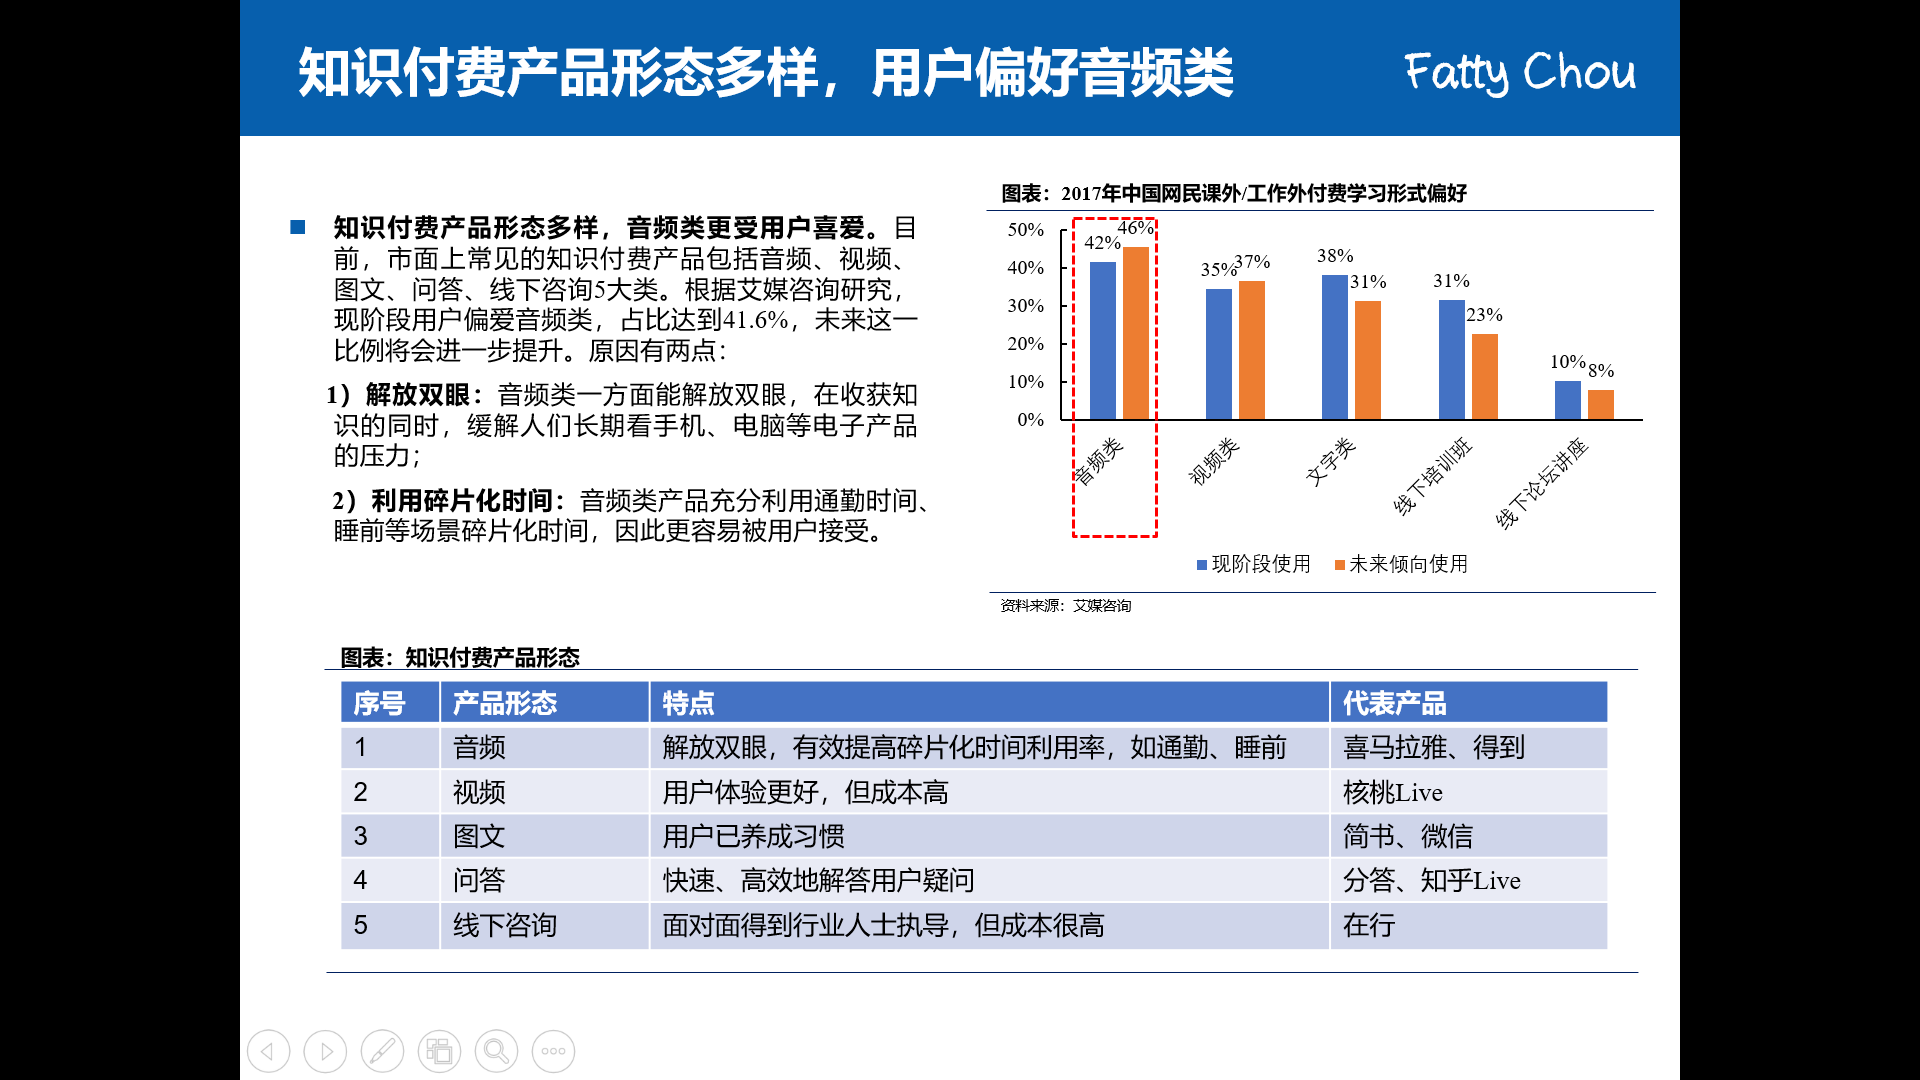 知识付费产品形态多样，用户偏好音频类
Fatty Chou
知识付费产品形态多样，音频类更受用户喜爱。目
前，市面上常见的知识付费产品包括音频、视频、
图文、问答、线下咨询5大类。根据艾媒咨询研究，
现阶段用户偏爱音频类，占比达到41.6%，未来这一
比例将会进一步提升。原因有两点：
1）解放双眼：音频类一方面能解放双眼，在收获知
识的同时，缓解人们长期看手机、电脑等电子产品
的压力；
2）利用碎片化时间：音频类产品充分利用通勤时间、
睡前等场景碎片化时间，因此更容易被用户接受。
图表：2017年中国网民课外/工作外付费学习形式偏好
50%
40%
30%
20%
10%
0%
42% 46%
35% 37%
38% 31%
31% 23%
10% 8%
音频类
视频类
文字类
线下培训班
线下论坛讲座
现阶段使用 未来倾向使用
资料来源：艾媒咨询
图表：知识付费产品形态
序号 产品形态 特点 代表产品
1 音频 解放双眼，有效提高碎片化时间利用率，如通勤、睡前 喜马拉雅、得到
2 视频 用户体验更好，但成本高 核桃Live
3 图文 用户已养成习惯 简书、微信
4 问答 快速、高效地解答用户疑问 分答、知乎Live
5 线下咨询 面对面得到行业人士执导，但成本很高 在行